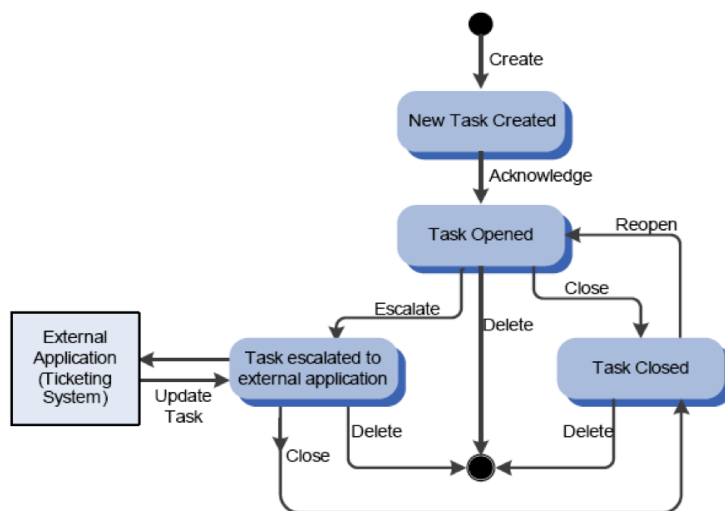 Create
New Task Created
Acknowledge
Task Opened
Reopen
Escalate
Delete
Close
External
Application
(Ticketing
System)
Update
Task
Task escalated to
external application
Task Closed
Close
Delete
Delete